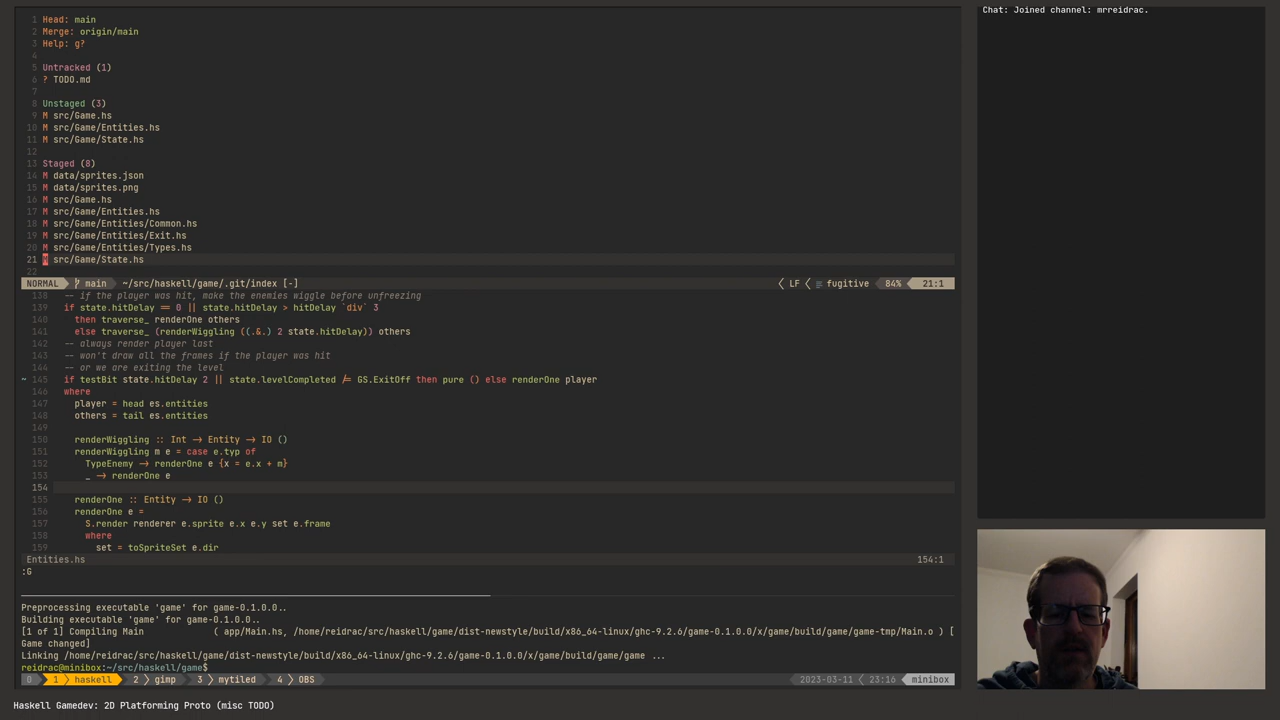 1 Head: main
2 Merge: origin/main
3 Help: g?
4
5 Untracked (1)
6 ? TODO.md
7
8 Unstaged (3)
9 M src/Game.hs
10 M src/Game/Entities.hs
11 M src/Game/State.hs
12
13 Staged (8)
14 M data/sprites.json
15 M data/sprites.png
16 M src/Game.hs
17 M src/Game/Entities.hs
18 M src/Game/Entities/Common.hs
19 M src/Game/Entities/Exit.hs
20 M src/Game/Entities/Types.hs
21 M src/Game/State.hs
22
NORMAL main ~/src/haskell/game/.git/index [-] LF fugitive 84% 21:1
138 -- if the player was hit, make the enemies wiggle before unfreezing
139 if state.hitDelay == 0 || state.hitDelay > hitDelay `div` 3
140 then traverse_ renderOne others
141 else traverse_ (renderWiggling ((.&.) 2 state.hitDelay)) others
142 -- always render player last
143 -- won't draw all the frames if the player was hit
144 -- or we are exiting the level
~ 145 if testBit state.hitDelay 2 || state.levelCompleted /= GS.ExitOff then pure () else renderOne player
146 where
147 player = head es.entities
148 others = tail es.entities
149
150 renderWiggling :: Int -> Entity -> IO ()
151 renderWiggling m e = case e.typ of
152 TypeEnemy -> renderOne e {x = e.x + m}
153 _ -> renderOne e
154
155 renderOne :: Entity -> IO ()
156 renderOne e =
157 S.render renderer e.sprite e.x e.y set e.frame
158 where
159 set = toSpriteSet e.dir
Entities.hs 154:1
:G
Preprocessing executable 'game' for game-0.1.0.0..
Building executable 'game' for game-0.1.0.0..
[1 of 1] Compiling Main ( app/Main.hs, /home/reidrac/src/haskell/game/dist-newstyle/build/x86_64-linux/ghc-9.2.6/game-0.1.0.0/x/game/build/game/game-tmp/Main.o ) [
Game changed]
Linking /home/reidrac/src/haskell/game/dist-newstyle/build/x86_64-linux/ghc-9.2.6/game-0.1.0.0/x/game/build/game/game ...
reidrac@minibox:~/src/haskell/game$
0 1 haskell 2 gimp 3 mytiled 4 OBS 2023-03-11 23:16 minibox
Haskell Gamedev: 2D Platforming Proto (misc TODO)
Chat: Joined channel: mrreidrac.